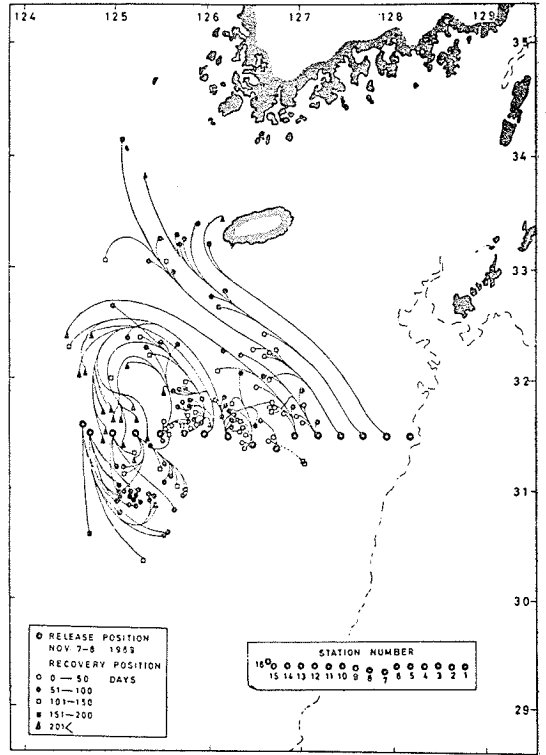 124 125 126 127 128 129
35
34
33
32
31
30
29
RELEASE POSITION
NOV. 7-8 1963
RECOVERY POSITION
0 — 50 DAYS
51 — 100
101 — 150
151 — 200
201<
STATION NUMBER
16
15 14 13 12 11 10 9 8 7 6 5 4 3 2 1